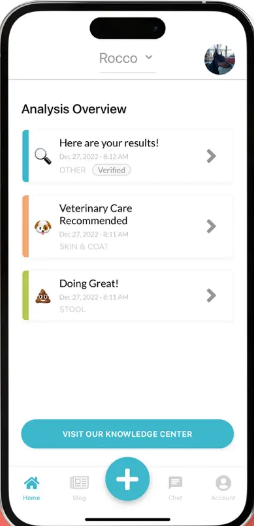 Rocco
Analysis Overview
Here are your results!
Dec 27, 2022 - 8:12 AM
OTHER Verified
Veterinary Care
Recommended
Dec 27, 2022 - 8:11 AM
SKIN & COAT
Doing Great!
Dec 27, 2022 - 8:11 AM
STOOL
VISIT OUR KNOWLEDGE CENTER
Home Blog Chat Account